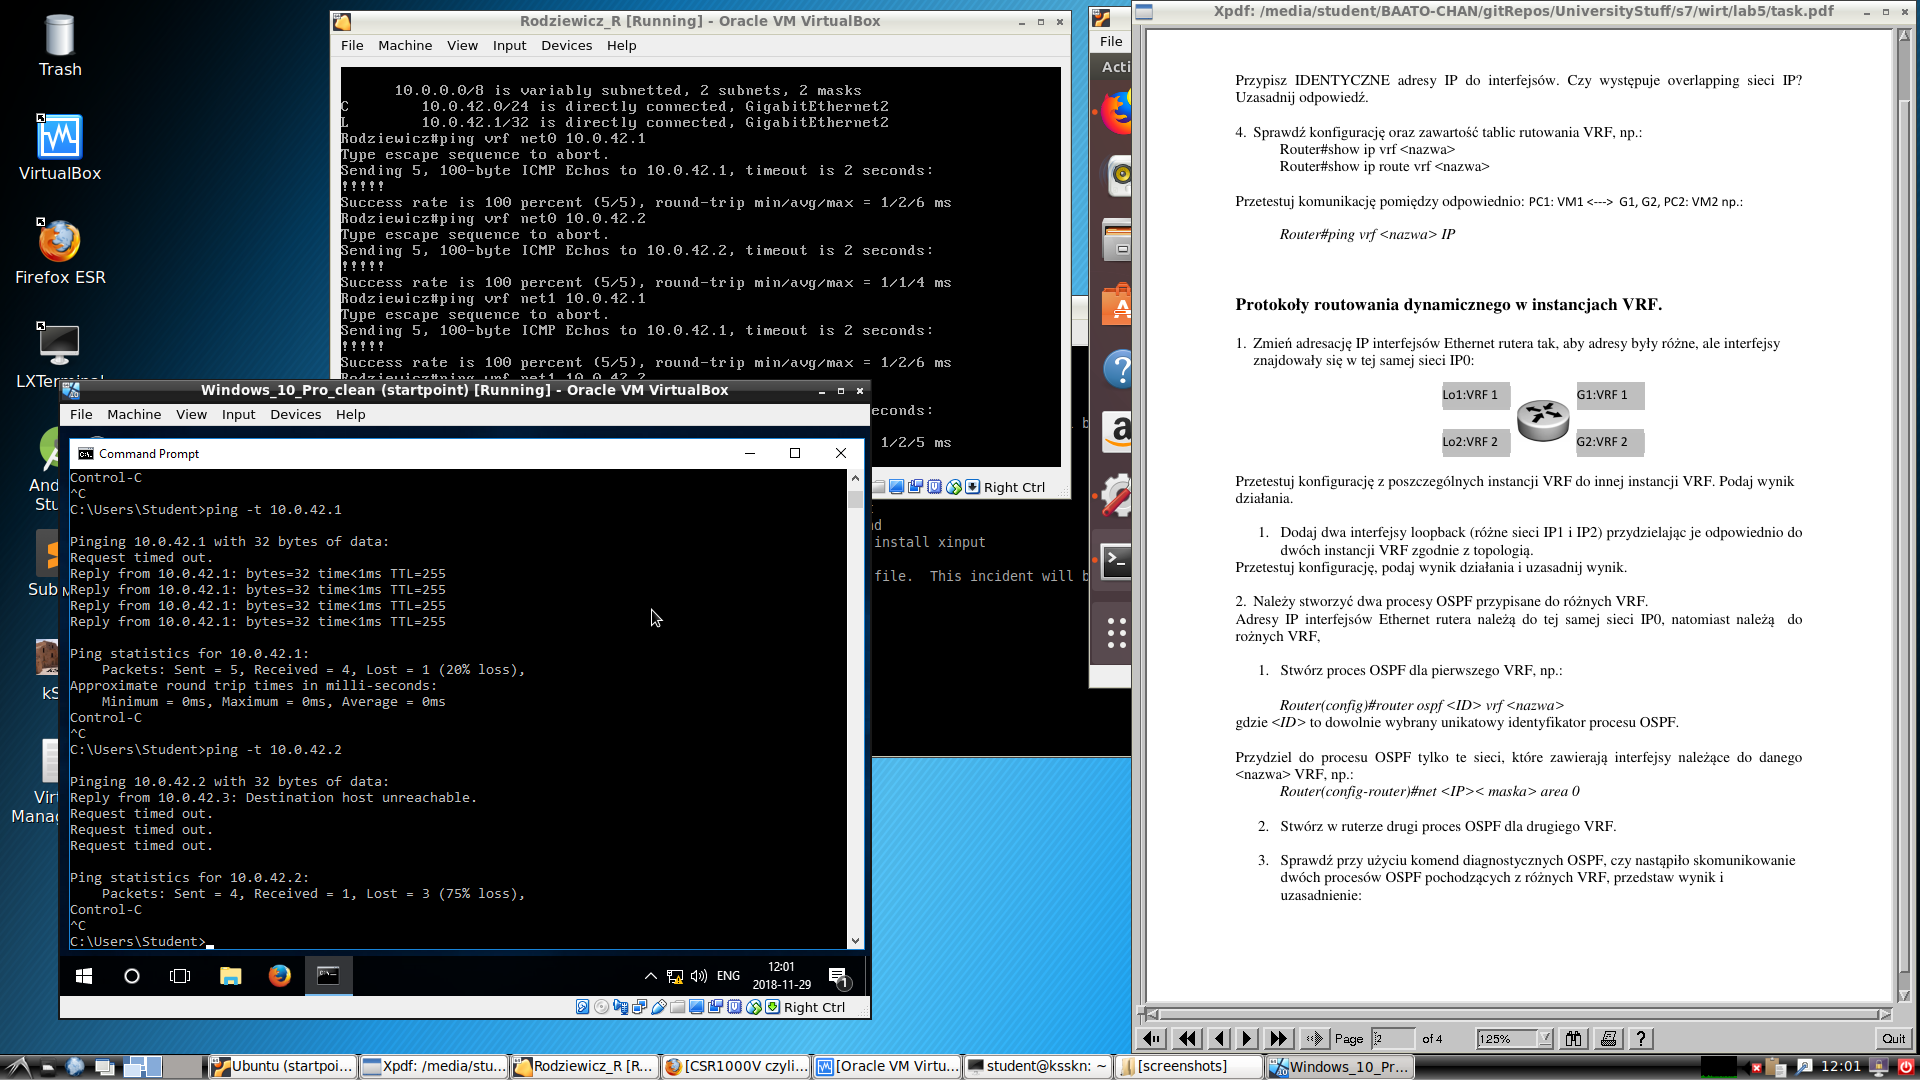 Trash
VirtualBox
Firefox ESR
LXTerminal
Rodziewicz_R [Running] - Oracle VM VirtualBox
File Machine View Input Devices Help
10.0.0.0/8 is variably subnetted, 2 subnets, 2 masks
C 10.0.42.0/24 is directly connected, GigabitEthernet2
L 10.0.42.1/32 is directly connected, GigabitEthernet2
Rodziewicz#ping vrf net0 10.0.42.1
Type escape sequence to abort.
Sending 5, 100-byte ICMP Echos to 10.0.42.1, timeout is 2 seconds:
!!!!!
Success rate is 100 percent (5/5), round-trip min/avg/max = 1/2/6 ms
Rodziewicz#ping vrf net0 10.0.42.2
Type escape sequence to abort.
Sending 5, 100-byte ICMP Echos to 10.0.42.2, timeout is 2 seconds:
!!!!!
Success rate is 100 percent (5/5), round-trip min/avg/max = 1/1/4 ms
Rodziewicz#ping vrf net1 10.0.42.1
Type escape sequence to abort.
Sending 5, 100-byte ICMP Echos to 10.0.42.1, timeout is 2 seconds:
!!!!!
Success rate is 100 percent (5/5), round-trip min/avg/max = 1/2/6 ms
Rodziewicz#ping vrf net1 10.0.42.2
econds:
1/2/5 ms
Right Ctrl
nd
install xinput
file. This incident will b
File
Acti
Windows_10_Pro_clean (startpoint) [Running] - Oracle VM VirtualBox
File Machine View Input Devices Help
Command Prompt
Control-C
^C
C:\Users\Student>ping -t 10.0.42.1
Pinging 10.0.42.1 with 32 bytes of data:
Request timed out.
Reply from 10.0.42.1: bytes=32 time<1ms TTL=255
Reply from 10.0.42.1: bytes=32 time<1ms TTL=255
Reply from 10.0.42.1: bytes=32 time<1ms TTL=255
Reply from 10.0.42.1: bytes=32 time<1ms TTL=255
Ping statistics for 10.0.42.1:
Packets: Sent = 5, Received = 4, Lost = 1 (20% loss),
Approximate round trip times in milli-seconds:
Minimum = 0ms, Maximum = 0ms, Average = 0ms
Control-C
^C
C:\Users\Student>ping -t 10.0.42.2
Pinging 10.0.42.2 with 32 bytes of data:
Reply from 10.0.42.3: Destination host unreachable.
Request timed out.
Request timed out.
Request timed out.
Ping statistics for 10.0.42.2:
Packets: Sent = 4, Received = 1, Lost = 3 (75% loss),
Control-C
^C
C:\Users\Student>
ENG
12:01
2018-11-29
1
Right Ctrl
Xpdf: /media/student/BAATO-CHAN/gitRepos/UniversityStuff/s7/wirt/lab5/task.pdf
Przypisz IDENTYCZNE adresy IP do interfejsów. Czy występuje overlapping sieci IP?
Uzasadnij odpowiedź.
4. Sprawdź konfigurację oraz zawartość tablic rutowania VRF, np.:
Router#show ip vrf <nazwa>
Router#show ip route vrf <nazwa>
Przetestuj komunikację pomiędzy odpowiednio: PC1: VM1 <---> G1, G2, PC2: VM2 np.:
Router#ping vrf <nazwa> IP
Protokoły routowania dynamicznego w instancjach VRF.
1. Zmień adresację IP interfejsów Ethernet rutera tak, aby adresy były różne, ale interfejsy
znajdowały się w tej samej sieci IP0:
Lo1:VRF 1 G1:VRF 1
Lo2:VRF 2 G2:VRF 2
Przetestuj konfigurację z poszczególnych instancji VRF do innej instancji VRF. Podaj wynik
działania.
1. Dodaj dwa interfejsy loopback (różne sieci IP1 i IP2) przydzielając je odpowiednio do
dwóch instancji VRF zgodnie z topologią.
Przetestuj konfigurację, podaj wynik działania i uzasadnij wynik.
2. Należy stworzyć dwa procesy OSPF przypisane do różnych VRF.
Adresy IP interfejsów Ethernet rutera należą do tej samej sieci IP0, natomiast należą do
rożnych VRF,
1. Stwórz proces OSPF dla pierwszego VRF, np.:
Router(config)#router ospf <ID> vrf <nazwa>
gdzie <ID> to dowolnie wybrany unikatowy identyfikator procesu OSPF.
Przydziel do procesu OSPF tylko te sieci, które zawierają interfejsy należące do danego
<nazwa> VRF, np.:
Router(config-router)#net <IP>< maska> area 0
2. Stwórz w ruterze drugi proces OSPF dla drugiego VRF.
3. Sprawdź przy użyciu komend diagnostycznych OSPF, czy nastąpiło skomunikowanie
dwóch procesów OSPF pochodzących z różnych VRF, przedstaw wynik i
uzasadnienie:
Page 2 of 4 125% ? Quit
Ubuntu (startpoi... Xpdf: /media/stu... Rodziewicz_R [R... [CSR1000V czyli... [Oracle VM Virtu... student@ksskn: ~ [screenshots] Windows_10_Pr... 12:01